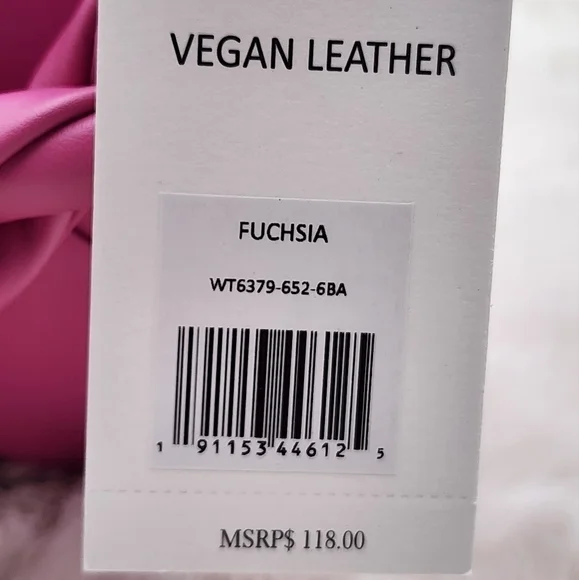 VEGAN LEATHER
FUCHSIA
WT6379-652-6BA
1 91153 44612 5
MSRP$ 118.00